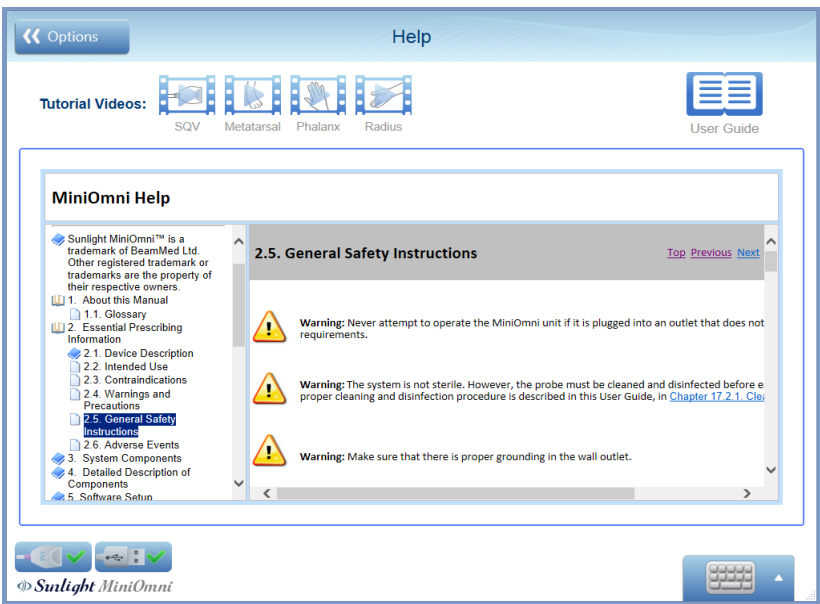 Options
Help
Tutorial Videos:
SQV
Metatarsal
Phalanx
Radius
User Guide
MiniOmni Help
Sunlight MiniOmni™ is a
trademark of BeamMed Ltd.
Other registered trademark or
trademarks are the property of
their respective owners.
1. About this Manual
1.1. Glossary
2. Essential Prescribing
Information
2.1. Device Description
2.2. Intended Use
2.3. Contraindications
2.4. Warnings and
Precautions
2.5. General Safety
Instructions
2.6. Adverse Events
3. System Components
4. Detailed Description of
Components
5. Software Setup
2.5. General Safety Instructions
Top Previous Next
Warning: Never attempt to operate the MiniOmni unit if it is plugged into an outlet that does not
requirements.
Warning: The system is not sterile. However, the probe must be cleaned and disinfected before e
proper cleaning and disinfection procedure is described in this User Guide, in Chapter 17.2.1. Clea
Warning: Make sure that there is proper grounding in the wall outlet.
Sunlight MiniOmni